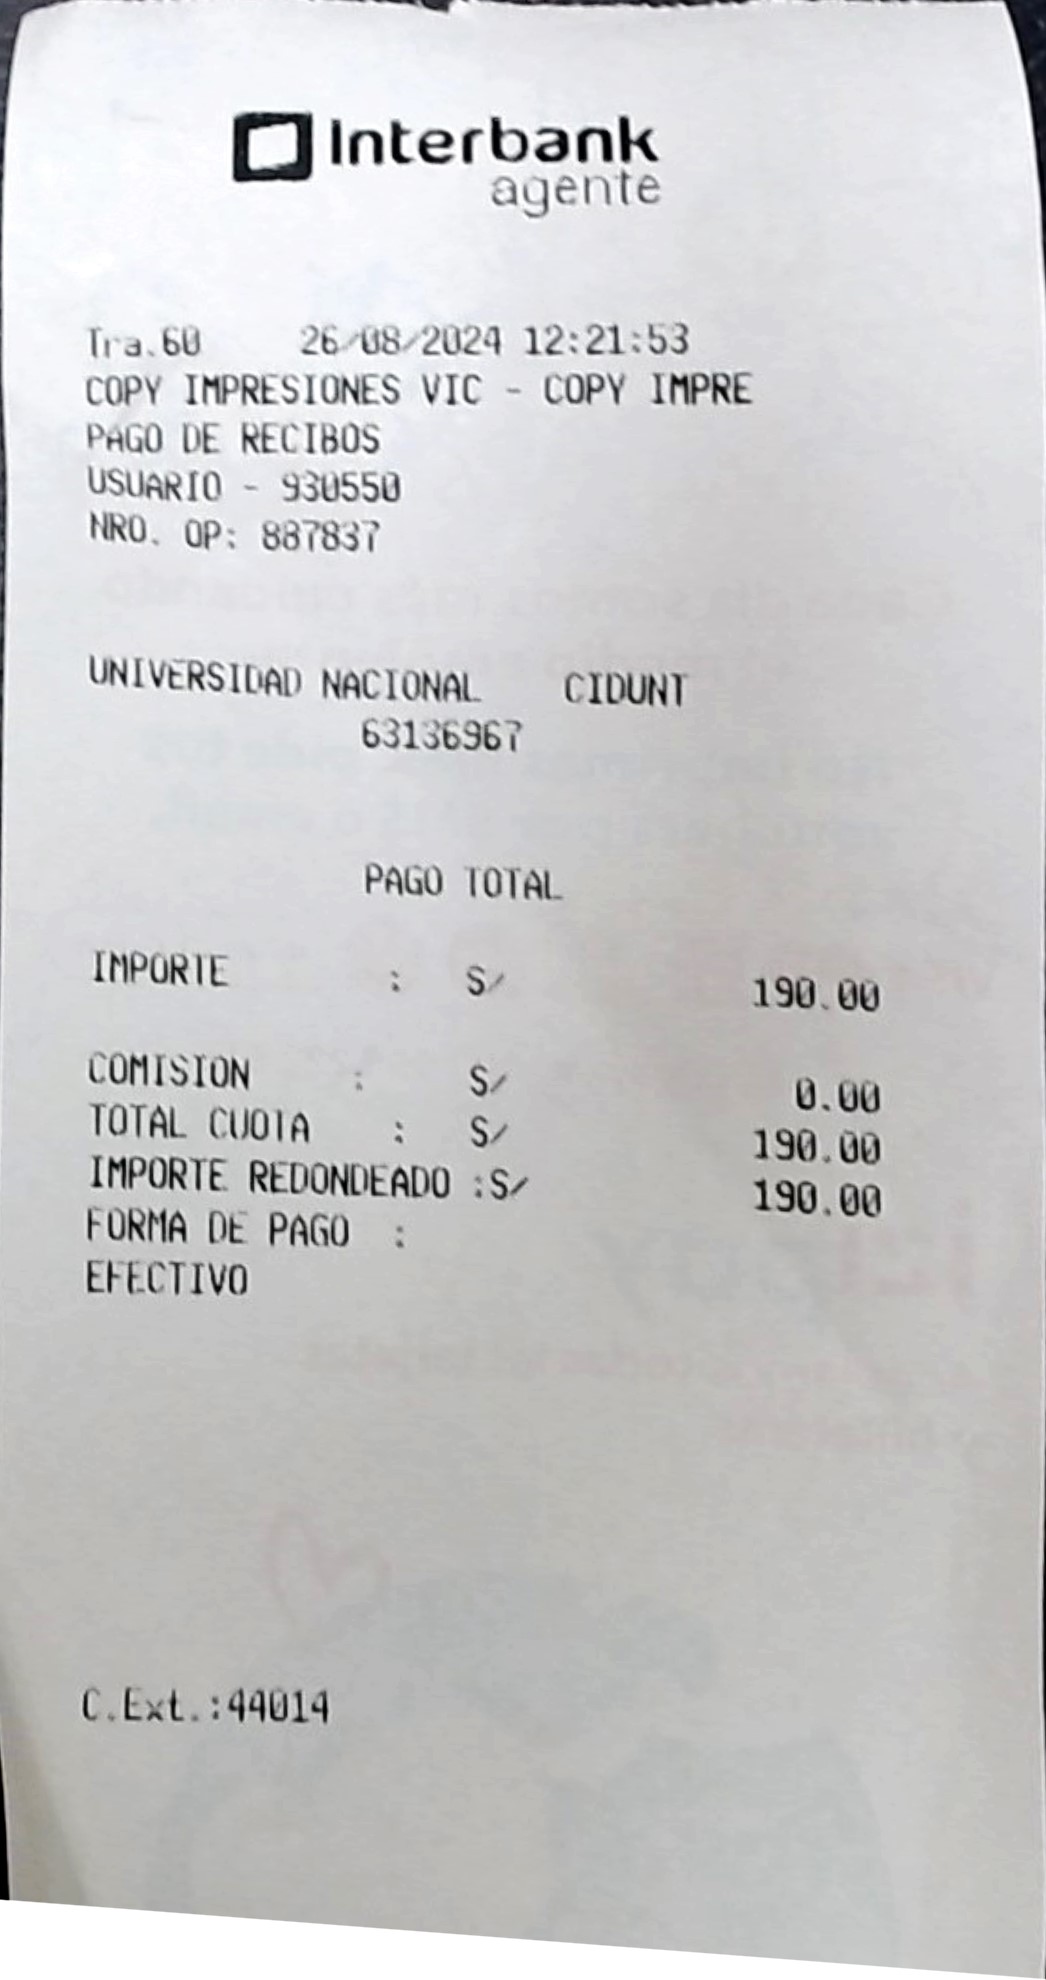 Interbank
agente
Tra.60 26/08/2024 12:21:53
COPY IMPRESIONES VIC - COPY IMPRE
PAGO DE RECIBOS
USUARIO - 930550
NRO. OP: 887837
UNIVERSIDAD NACIONAL CIDUNT
63136967
PAGO TOTAL
IMPORTE : S/ 190.00
COMISION : S/ 0.00
TOTAL CUOTA : S/ 190.00
IMPORTE REDONDEADO :S/ 190.00
FORMA DE PAGO :
EFECTIVO
C.Ext.:44014